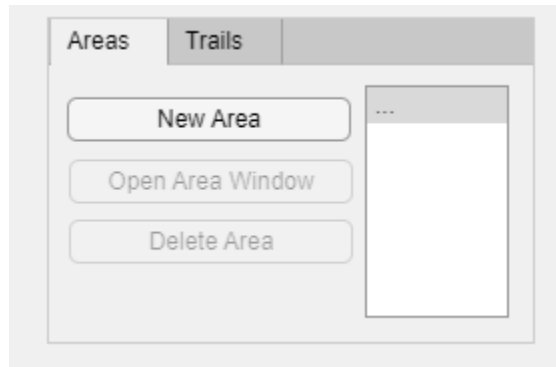 Areas Trails
New Area
...
Open Area Window
Delete Area